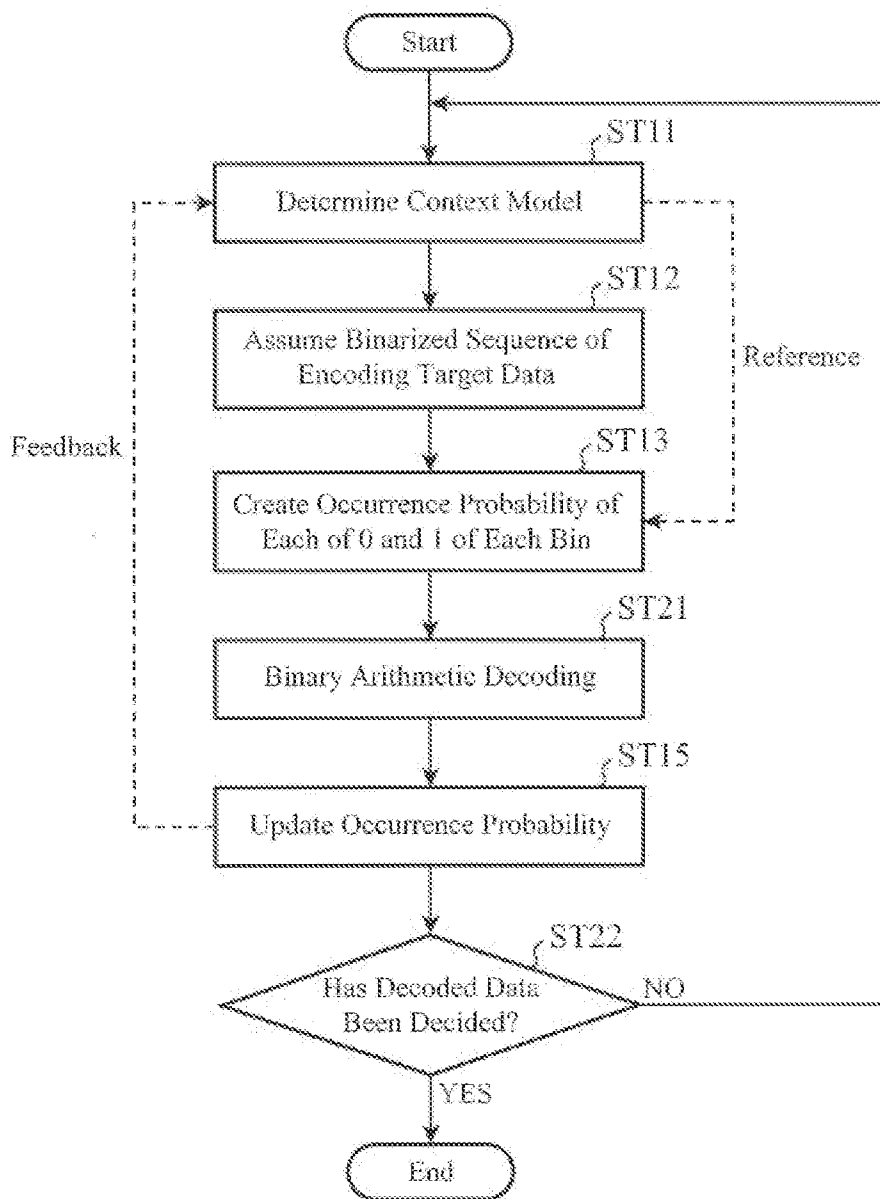 Start
ST11
Determine Context Model
ST12
Assume Binarized Sequence of
Encoding Target Data
Reference
Feedback
ST13
Create Occurrence Probability of
Each of 0 and 1 of Each Bin
ST21
Binary Arithmetic Decoding
ST15
Update Occurrence Probability
ST22
Has Decoded Data
Been Decided?
NO
YES
End